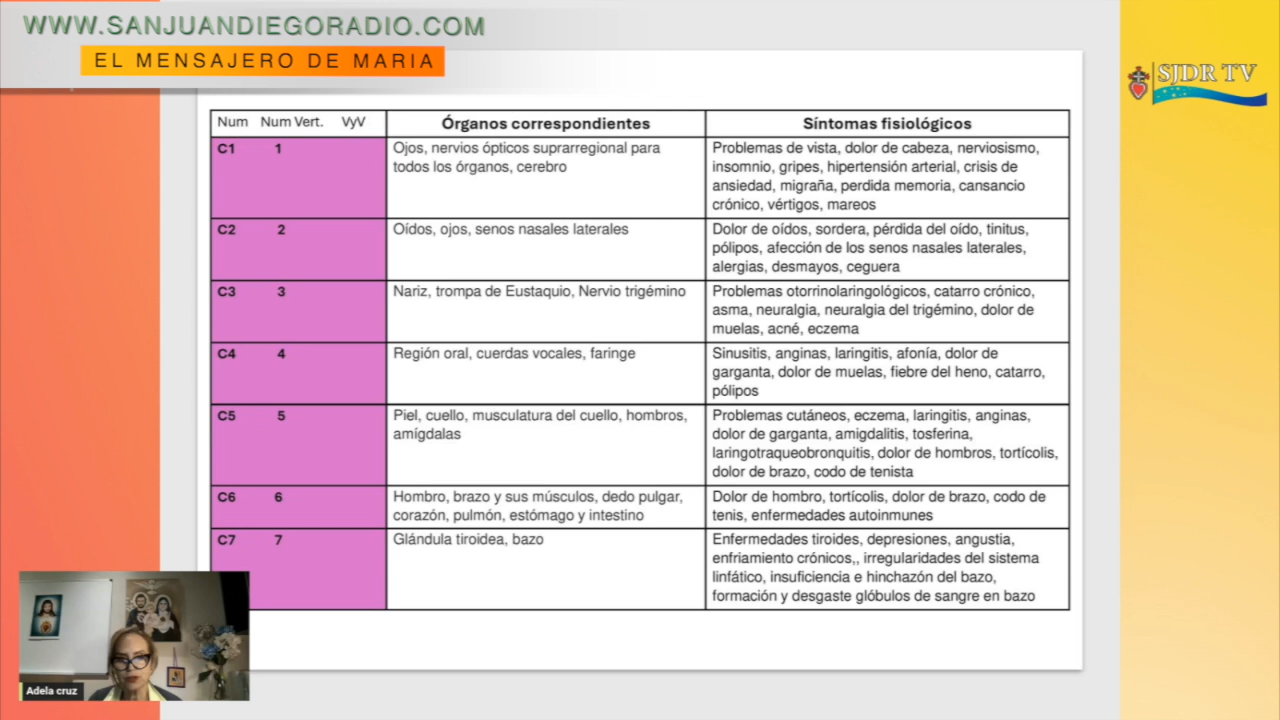 WWW.SANJUANDIEGORADIO.COM
EL MENSAJERO DE MARIA
SJDR TV
Num Num Vert. VyV Órganos correspondientes Síntomas fisiológicos
C1 1 Ojos, nervios ópticos suprarregional para Problemas de vista, dolor de cabeza, nerviosismo,
todos los órganos, cerebro insomnio, gripes, hipertensión arterial, crisis de
ansiedad, migraña, perdida memoria, cansancio
crónico, vértigos, mareos
C2 2 Oídos, ojos, senos nasales laterales Dolor de oídos, sordera, pérdida del oído, tinitus,
pólipos, afección de los senos nasales laterales,
alergias, desmayos, ceguera
C3 3 Nariz, trompa de Eustaquio, Nervio trigémino Problemas otorrinolaringológicos, catarro crónico,
asma, neuralgia, neuralgia del trigémino, dolor de
muelas, acné, eczema
C4 4 Región oral, cuerdas vocales, faringe Sinusitis, anginas, laringitis, afonía, dolor de
garganta, dolor de muelas, fiebre del heno, catarro,
pólipos
C5 5 Piel, cuello, musculatura del cuello, hombros, Problemas cutáneos, eczema, laringitis, anginas,
amígdalas dolor de garganta, amigdalitis, tosferina,
laringotraqueobronquitis, dolor de hombros, tortícolis,
dolor de brazo, codo de tenista
C6 6 Hombro, brazo y sus músculos, dedo pulgar, Dolor de hombro, tortícolis, dolor de brazo, codo de
corazón, pulmón, estómago y intestino tenis, enfermedades autoinmunes
C7 7 Glándula tiroidea, bazo Enfermedades tiroides, depresiones, angustia,
enfriamiento crónicos,, irregularidades del sistema
linfático, insuficiencia e hinchazón del bazo,
formación y desgaste glóbulos de sangre en bazo
Adela cruz